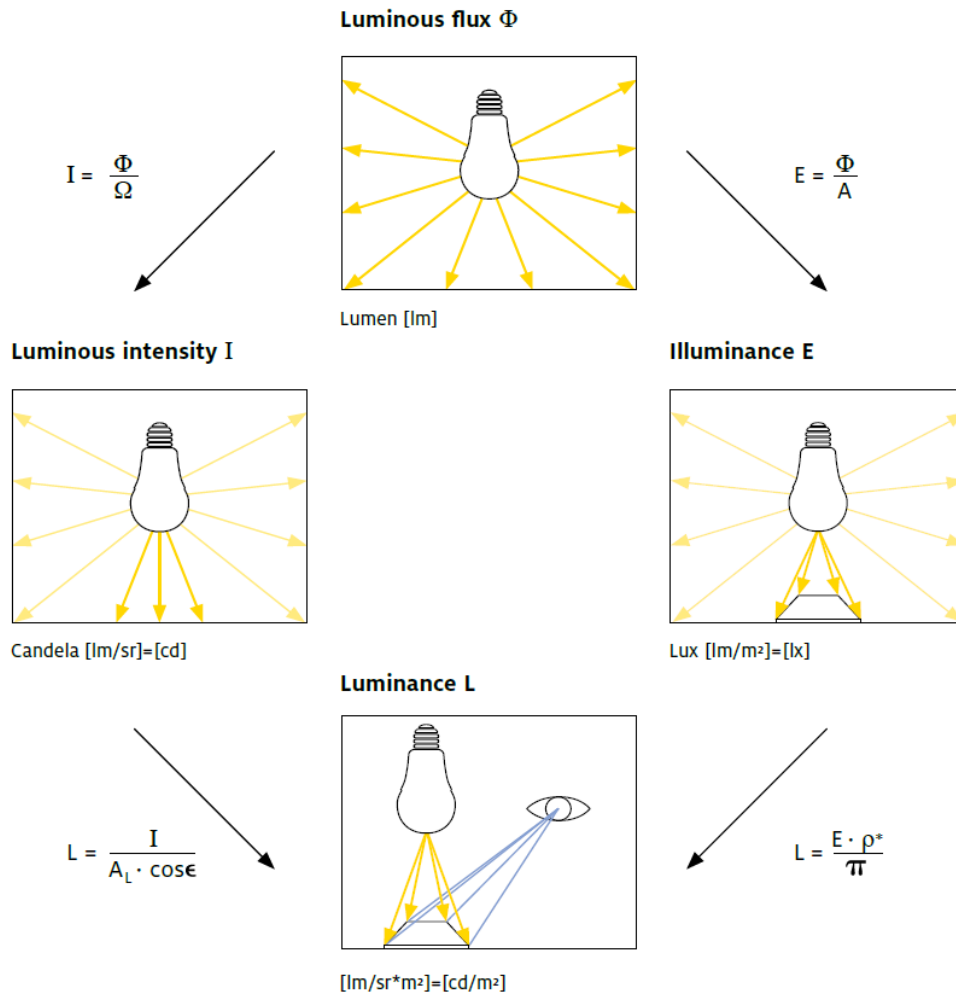 Luminous flux Φ
I = Φ/Ω
E = Φ/A
Lumen [lm]
Luminous intensity I
Illuminance E
Candela [lm/sr]=[cd]
Lux [lm/m²]=[lx]
Luminance L
L = I/(A_L · cosϵ)
L = E · ρ*/π
[lm/sr*m²]=[cd/m²]